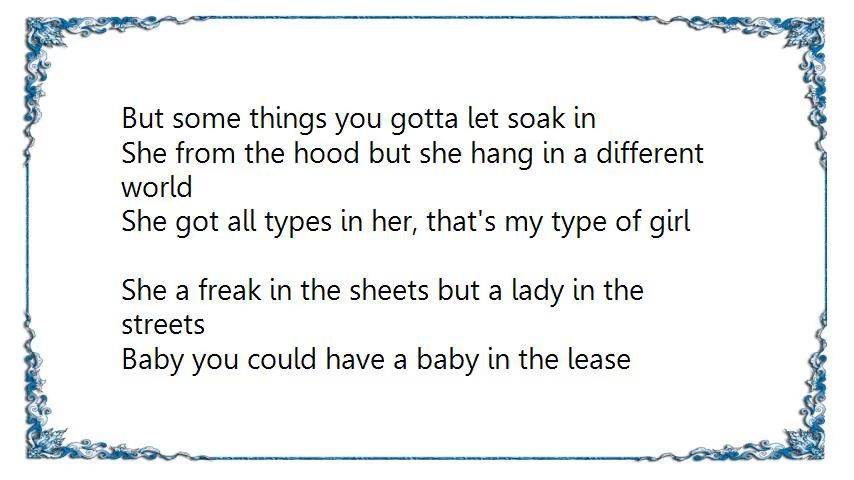 But some things you gotta let soak in
She from the hood but she hang in a different
world
She got all types in her, that's my type of girl
She a freak in the sheets but a lady in the
streets
Baby you could have a baby in the lease